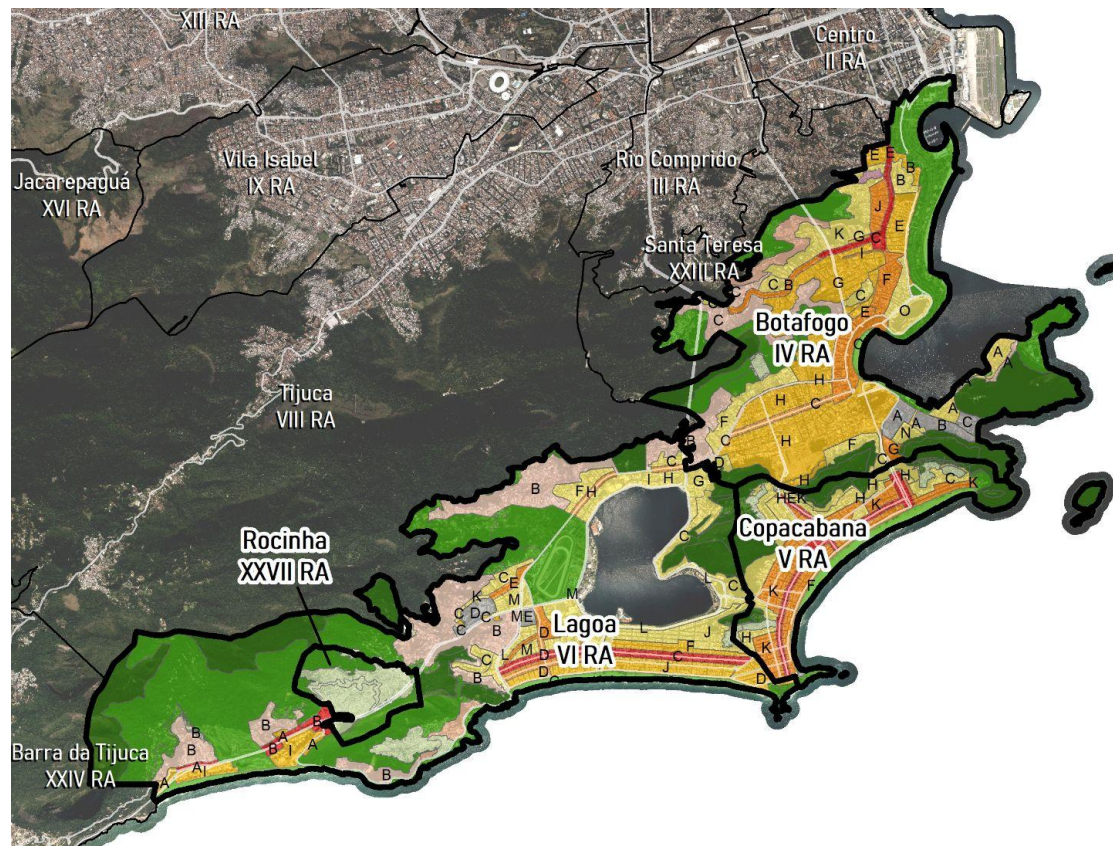 XIII RA
Centro
II RA
Vila Isabel
IX RA
Rio Comprido
III RA
Jacarepaguá
XVI RA
Santa Teresa
XXIII RA
Botafogo
IV RA
Tijuca
VIII RA
Copacabana
V RA
Rocinha
XXVII RA
Lagoa
VI RA
Barra da Tijuca
XXIV RA
E
E
B
B
J
E
K
G
C
I
F
C
B
G
C
E
O
C
C
H
H
C
H
F
C
D
F
A
A
N
A
B
C
A
A
A
G
C
B
C
I
H
G
F
H
B
C
H
H
E
K
H
H
H
K
C
K
K
F
H
K
D
C
L
C
M
C
E
K
M
C
D
C
C
M
E
B
L
J
D
F
C
M
D
L
J
D
C
B
B
B
B
B
A
B
I
A
A
I
B